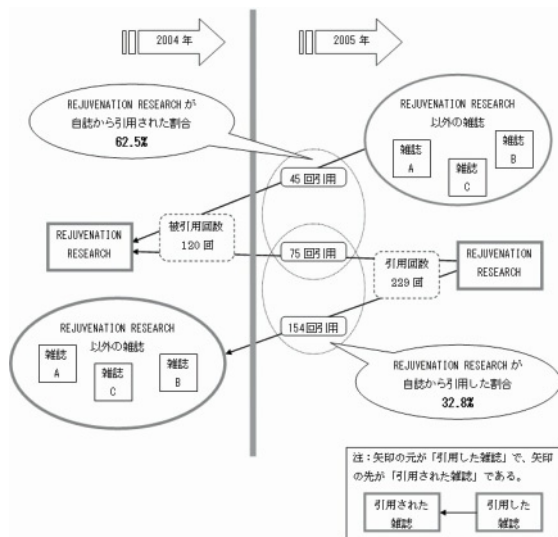 2004 年
2005 年
REJUVENATION RESEARCH が
自誌から引用された割合
62.5%
REJUVENATION RESEARCH
以外の雑誌
雑誌
A
雑誌
C
雑誌
B
45 回引用
被引用回数
120 回
REJUVENATION
RESEARCH
75 回引用
引用回数
229 回
REJUVENATION
RESEARCH
REJUVENATION RESEARCH
以外の雑誌
雑誌
A
雑誌
C
雑誌
B
154回引用
REJUVENATION RESEARCH が
自誌から引用した割合
32.8%
注：矢印の元が「引用した雑誌」で、矢印
の先が「引用された雑誌」である。
引用された
雑誌
引用した
雑誌